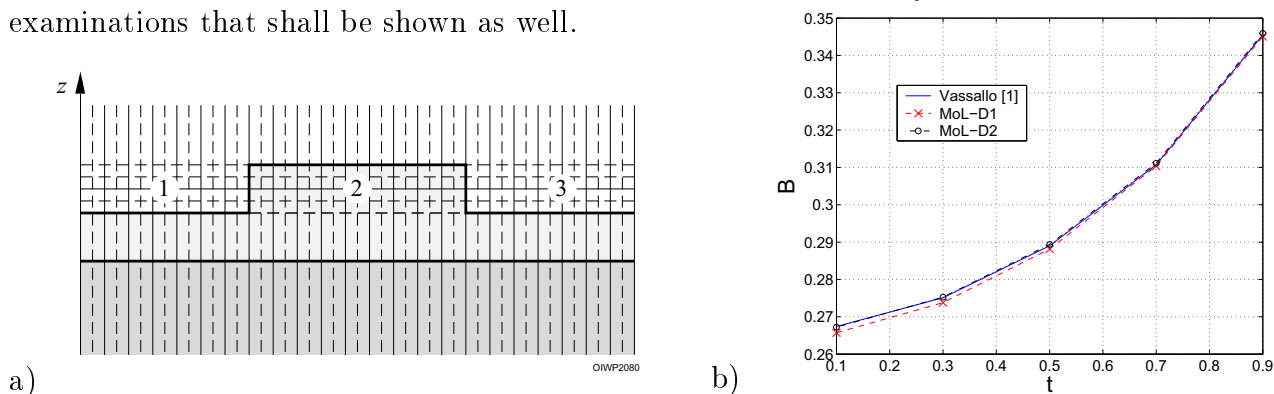 examinations that shall be shown as well.
z
1
2
3
OIWP2080
a)
0.35
0.34
0.33
0.32
0.31
0.3
0.29
0.28
0.27
0.26
B
Vassallo [1]
MoL−D1
MoL−D2
0.1 0.2 0.3 0.4 0.5 0.6 0.7 0.8 0.9
t
b)